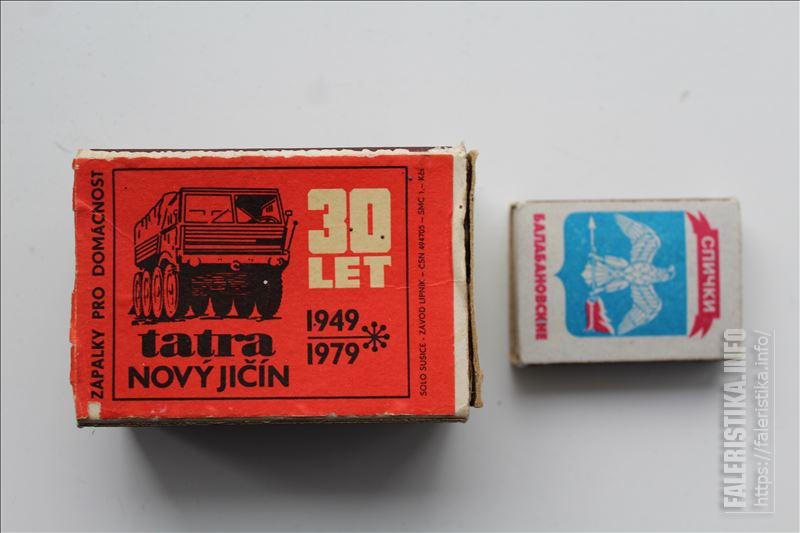 ZÁPALKY PRO DOMÁCNOST
30
LET
1949
1979
tatra
NOVÝ JIČÍN
SOLO SUŠICE - ZÁVOD LIPNÍK - ČSN 494705 - SMC 1,- Kčs
СПИЧКИ
БАЛАБАНОВСКИЕ
FALERISTIKA.INFO
https://faleristika.info/